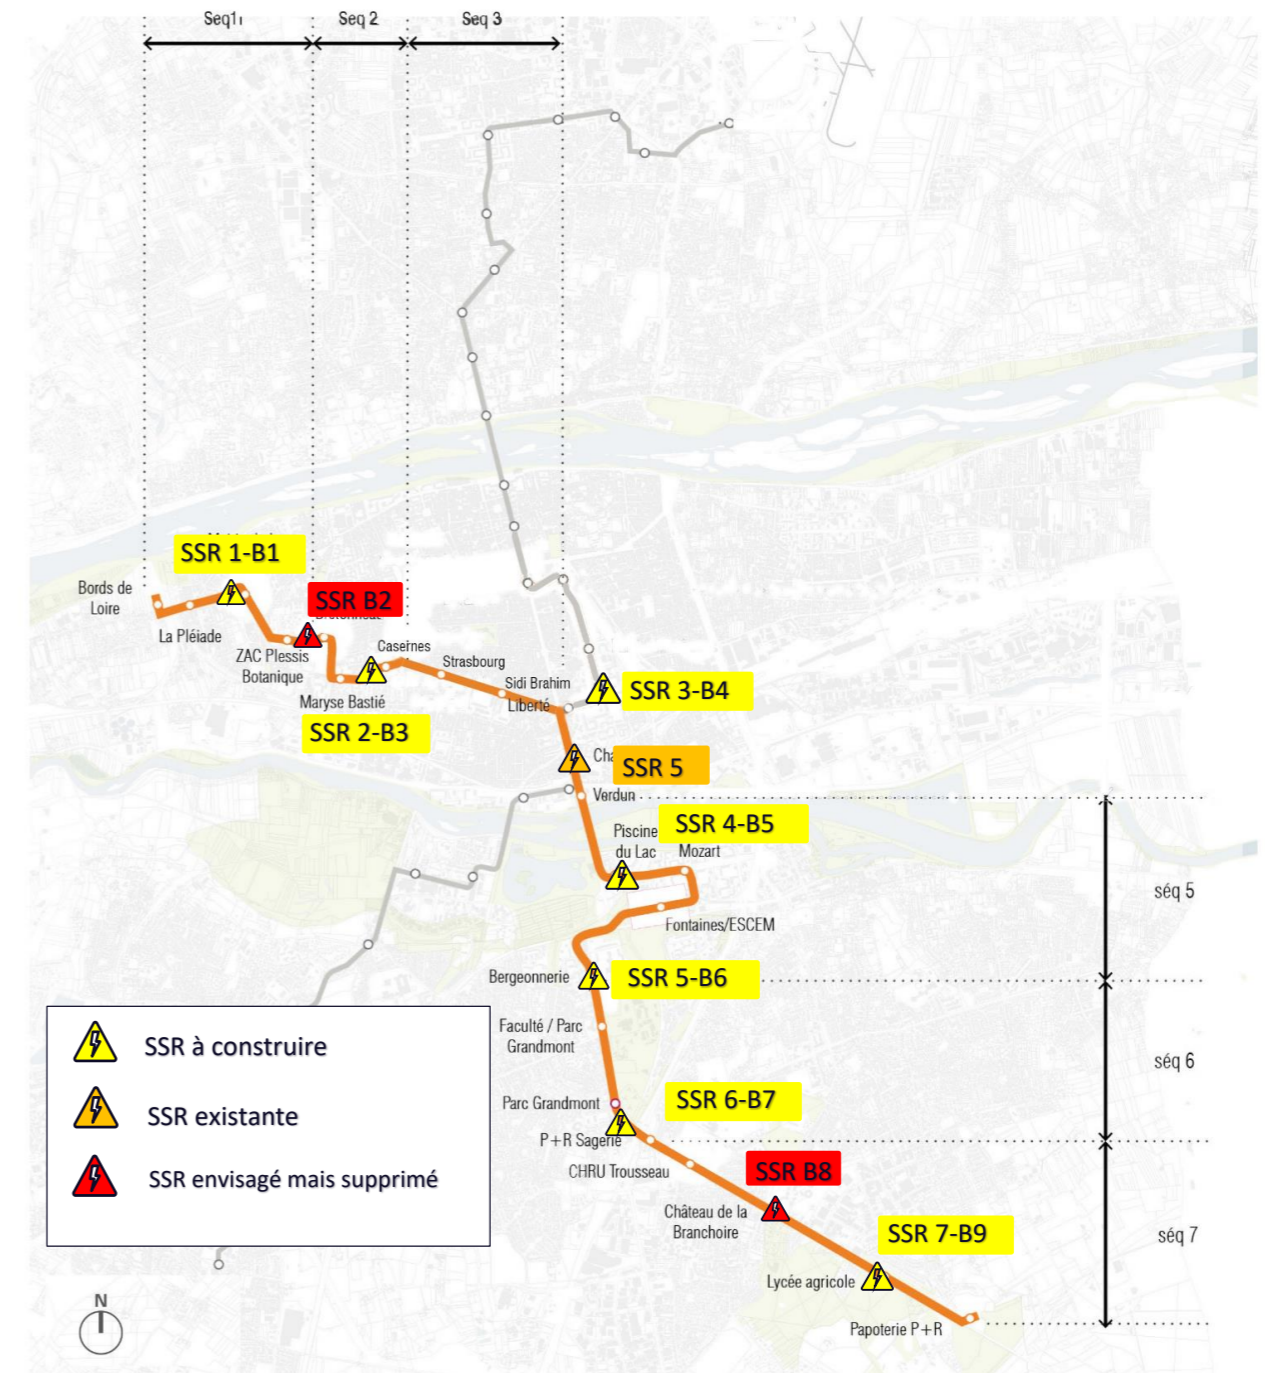 Seq1
Seq 2
Seq 3
SSR 1-B1
Bords de
Loire
La Pléiade
SSR B2
ZAC Plessis
Botanique
Casernes
Maryse Bastié
SSR 2-B3
Strasbourg
Sidi Brahim
Liberté
SSR 3-B4
SSR 5
Verdun
SSR 4-B5
Piscine
du Lac
Mozart
séq 5
Fontaines/ESCEM
Bergeonnerie
SSR 5-B6
Faculté / Parc
Grandmont
séq 6
Parc Grandmont
SSR 6-B7
P+R Sagerie
CHRU Trousseau
SSR B8
Château de la
Branchoire
SSR 7-B9
séq 7
Lycée agricole
Papoterie P+R
SSR à construire
SSR existante
SSR envisagé mais supprimé
N